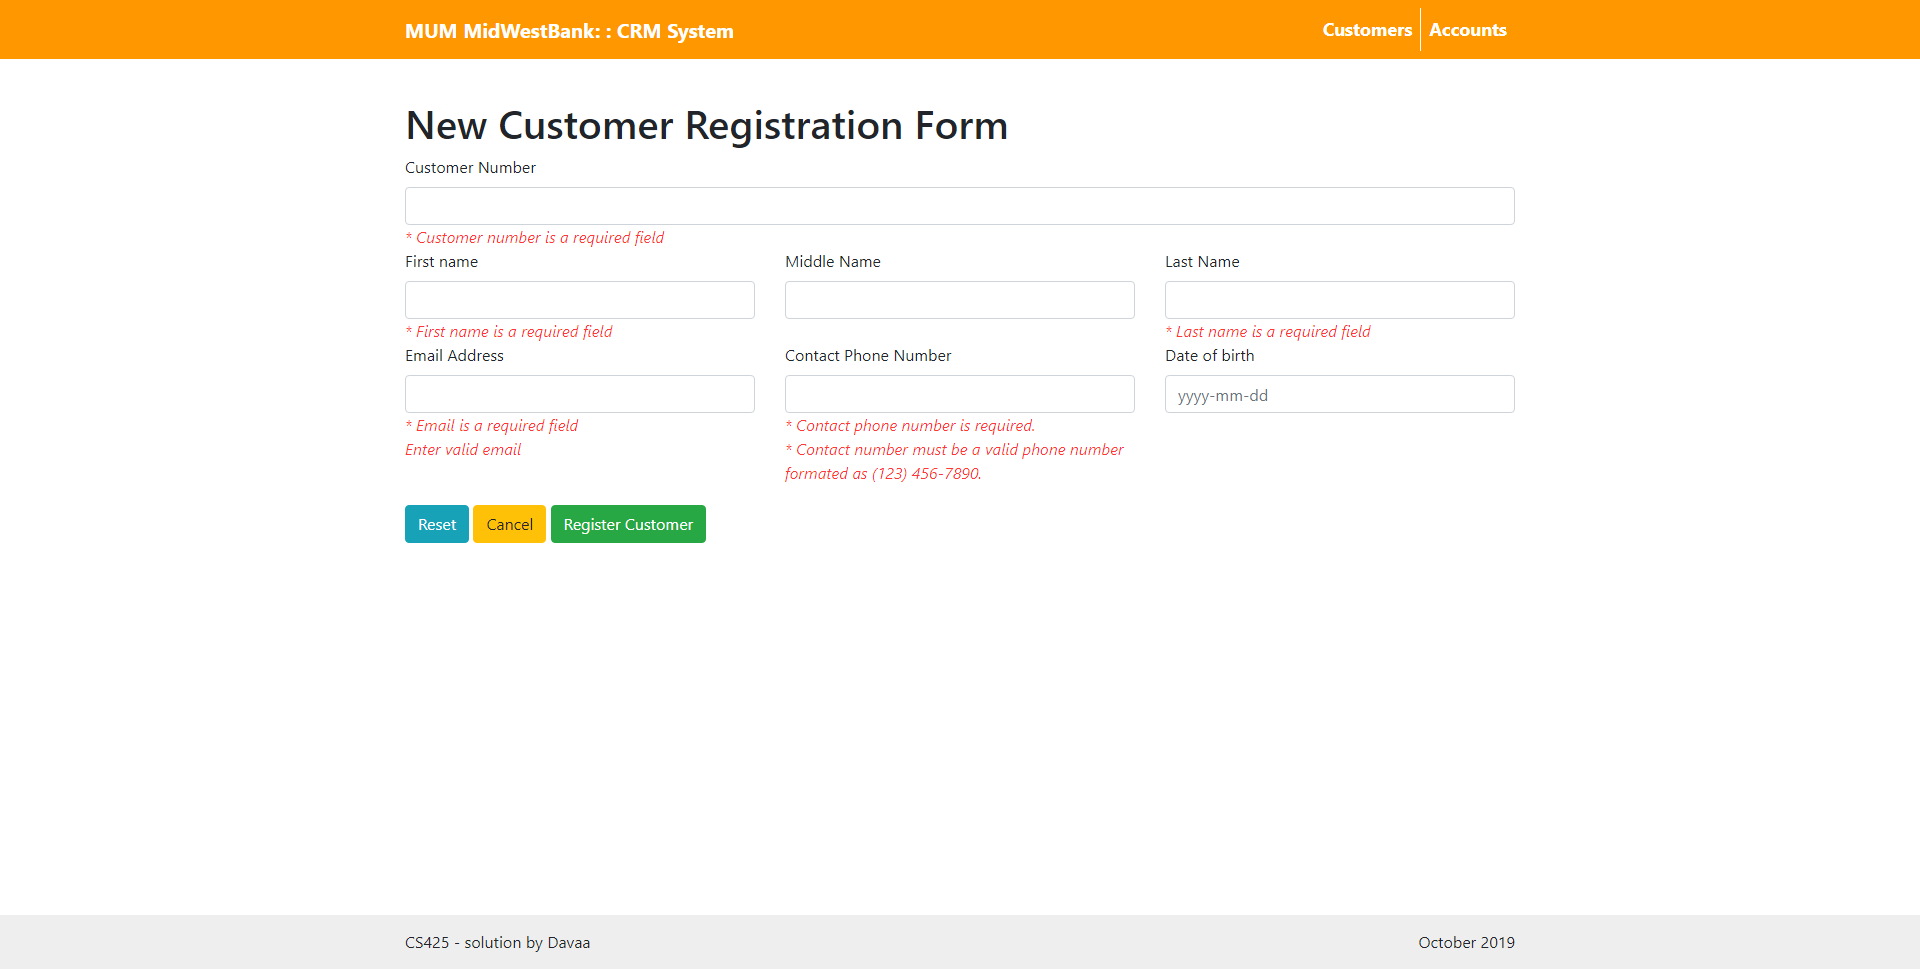 MUM MidWestBank: : CRM System
Customers
Accounts
New Customer Registration Form
Customer Number
* Customer number is a required field
First name
Middle Name
Last Name
* First name is a required field
* Last name is a required field
Email Address
Contact Phone Number
Date of birth
yyyy-mm-dd
* Email is a required field
Enter valid email
* Contact phone number is required.
* Contact number must be a valid phone number
formated as (123) 456-7890.
Reset
Cancel
Register Customer
CS425 - solution by Davaa
October 2019